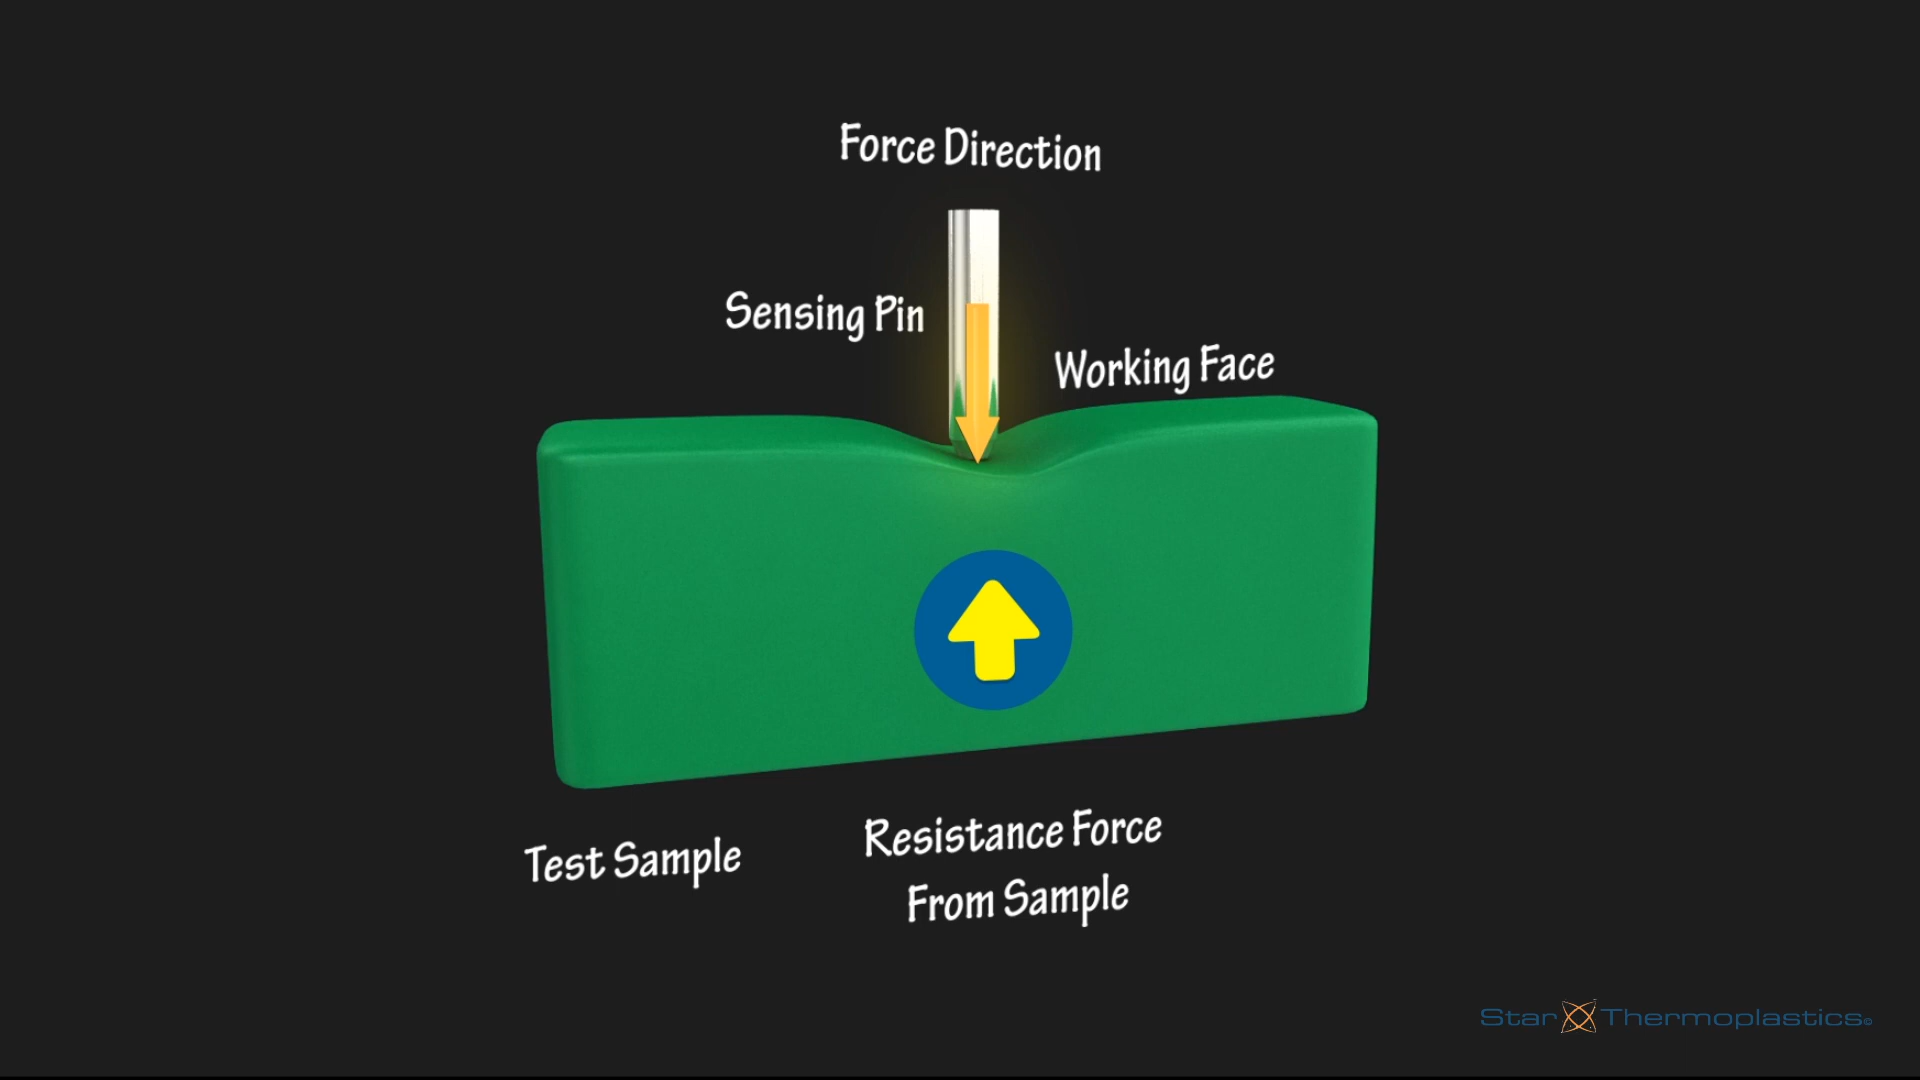 Force Direction
Sensing Pin
Working Face
Test Sample
Resistance Force
From Sample
Star Thermoplastics©